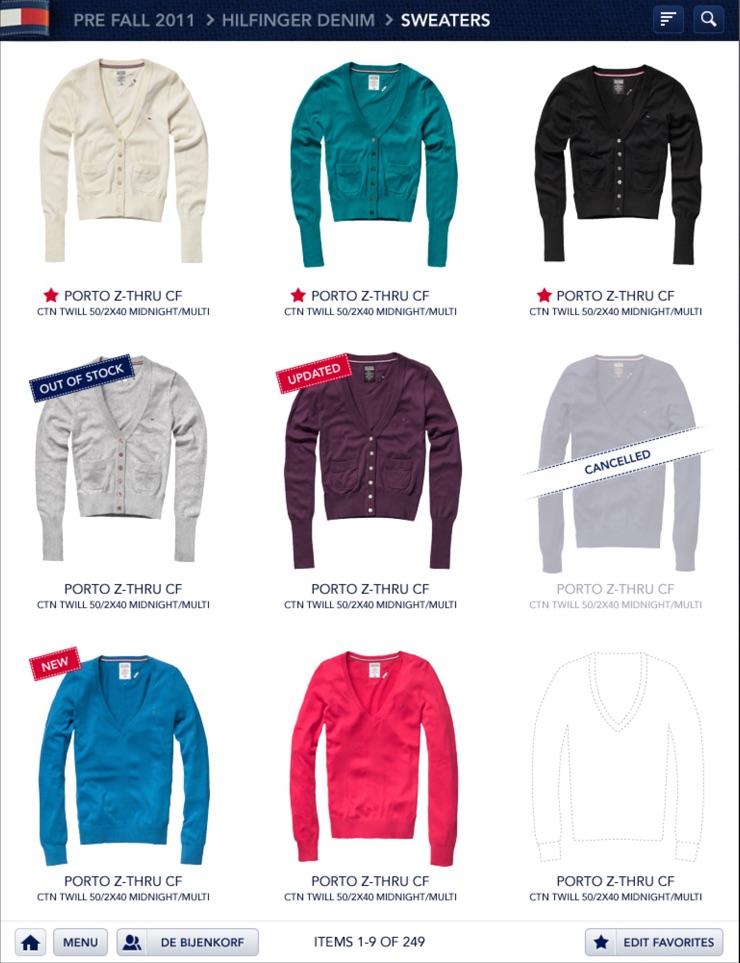 PRE FALL 2011 > HILFINGER DENIM > SWEATERS
PORTO Z-THRU CF
CTN TWILL 50/2X40 MIDNIGHT/MULTI
PORTO Z-THRU CF
CTN TWILL 50/2X40 MIDNIGHT/MULTI
PORTO Z-THRU CF
CTN TWILL 50/2X40 MIDNIGHT/MULTI
OUT OF STOCK
PORTO Z-THRU CF
CTN TWILL 50/2X40 MIDNIGHT/MULTI
UPDATED
PORTO Z-THRU CF
CTN TWILL 50/2X40 MIDNIGHT/MULTI
CANCELLED
PORTO Z-THRU CF
CTN TWILL 50/2X40 MIDNIGHT/MULTI
NEW
PORTO Z-THRU CF
CTN TWILL 50/2X40 MIDNIGHT/MULTI
PORTO Z-THRU CF
CTN TWILL 50/2X40 MIDNIGHT/MULTI
PORTO Z-THRU CF
CTN TWILL 50/2X40 MIDNIGHT/MULTI
MENU
DE BIJENKORF
ITEMS 1-9 OF 249
EDIT FAVORITES